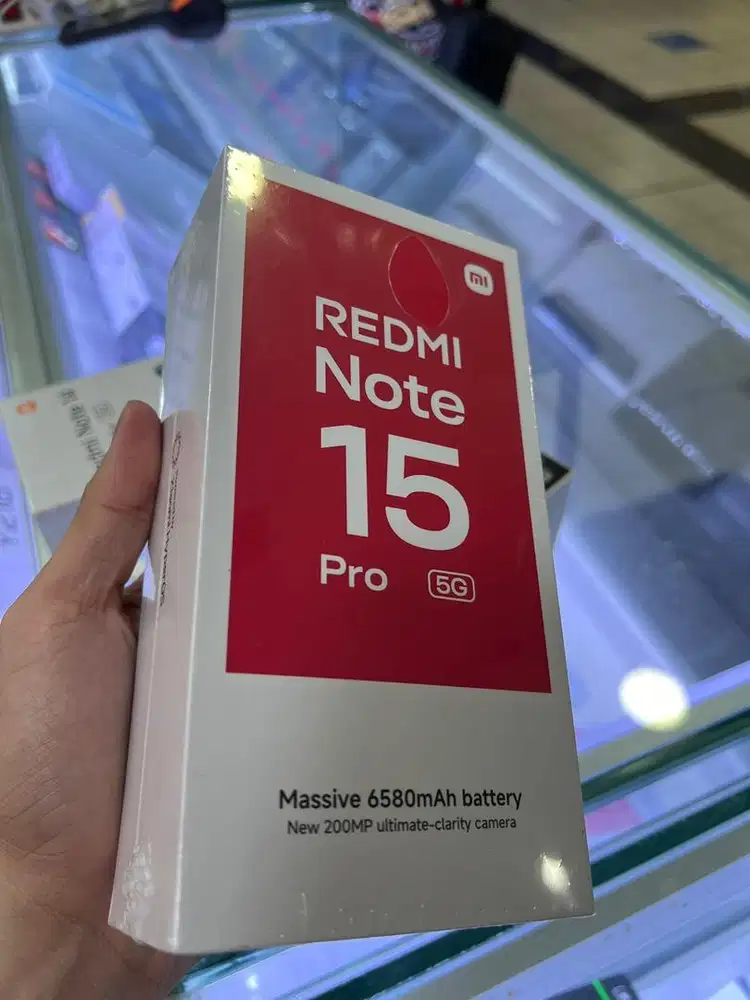 mi
REDMI
Note
15
Pro 5G
Massive 6580mAh battery
New 200MP ultimate-clarity camera